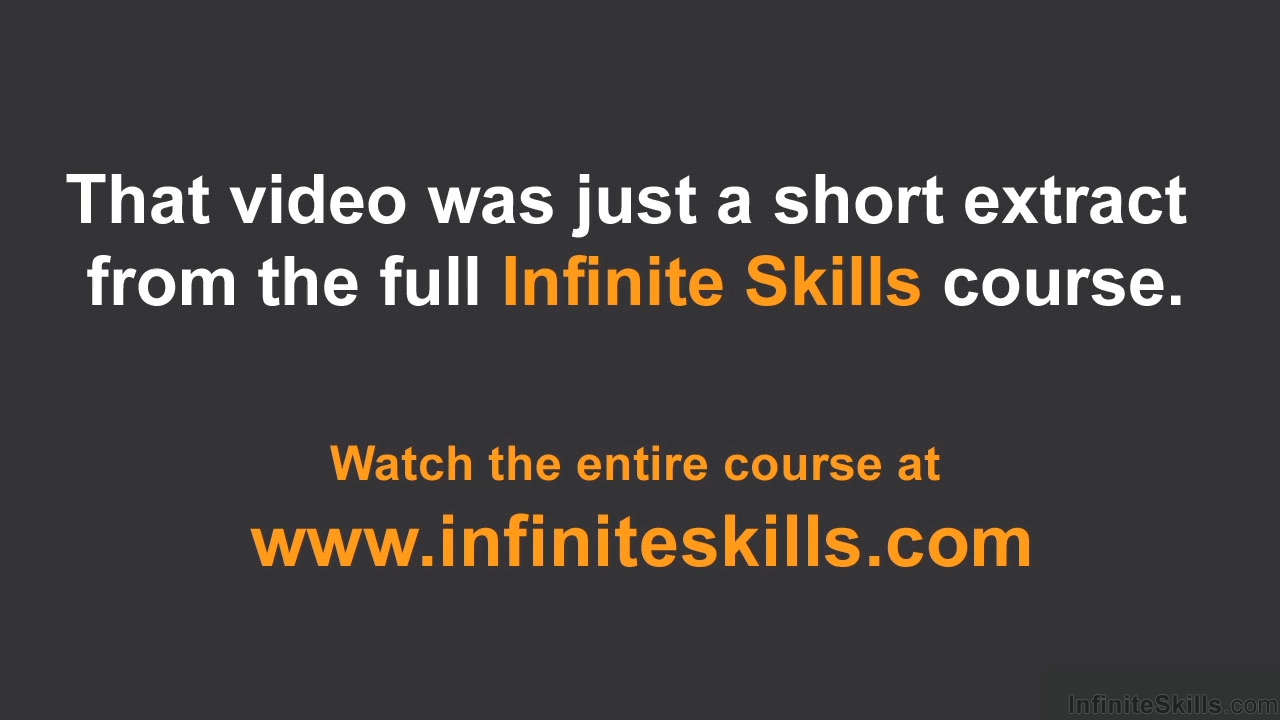 That video was just a short extract
from the full Infinite Skills course.
Watch the entire course at
www.infiniteskills.com
InfiniteSkills.com